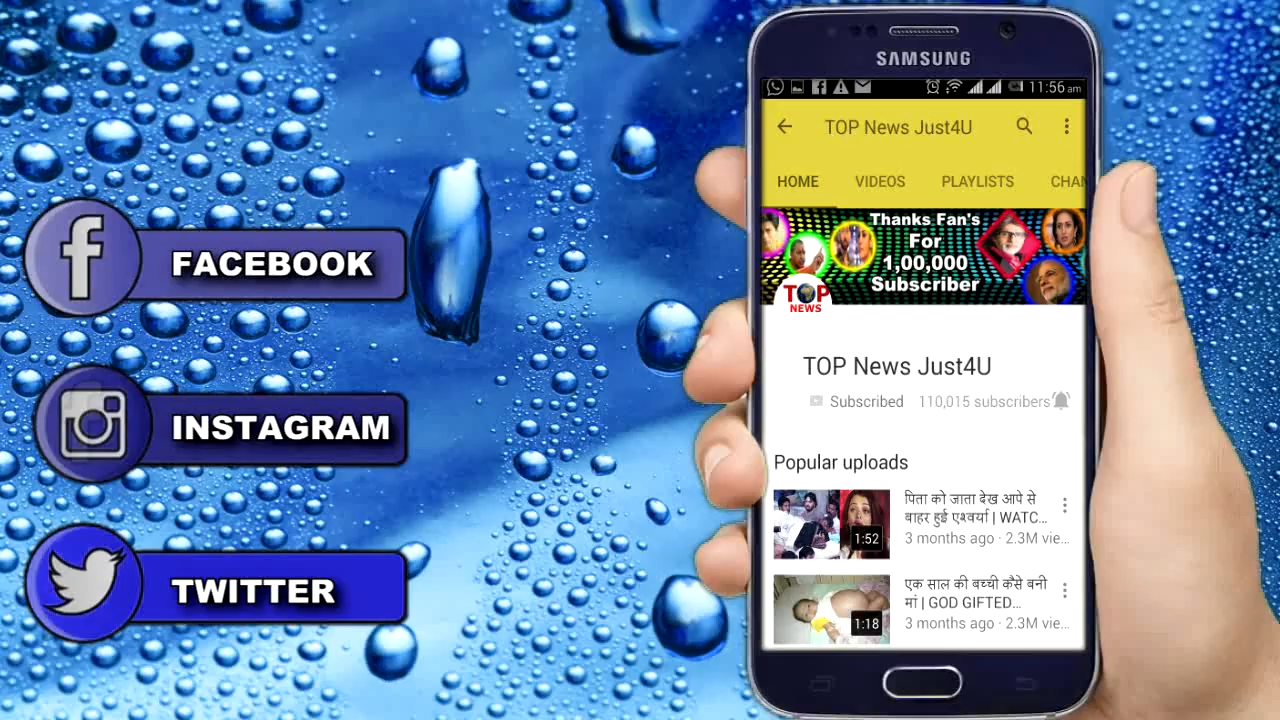 FACEBOOK
INSTAGRAM
TWITTER
SAMSUNG
11:56 am
TOP News Just4U
HOME VIDEOS PLAYLISTS CHAN
Thanks Fan's
For
1,00,000
Subscriber
TOP
NEWS
TOP News Just4U
Subscribed 110,015 subscribers
Popular uploads
पिता को जाता देख आपे से
बाहर हुई एश्वर्या | WATC...
3 months ago · 2.3M vie...
1:52
एक साल की बच्ची कैसे बनी
मां | GOD GIFTED...
3 months ago · 2.3M vie...
1:18